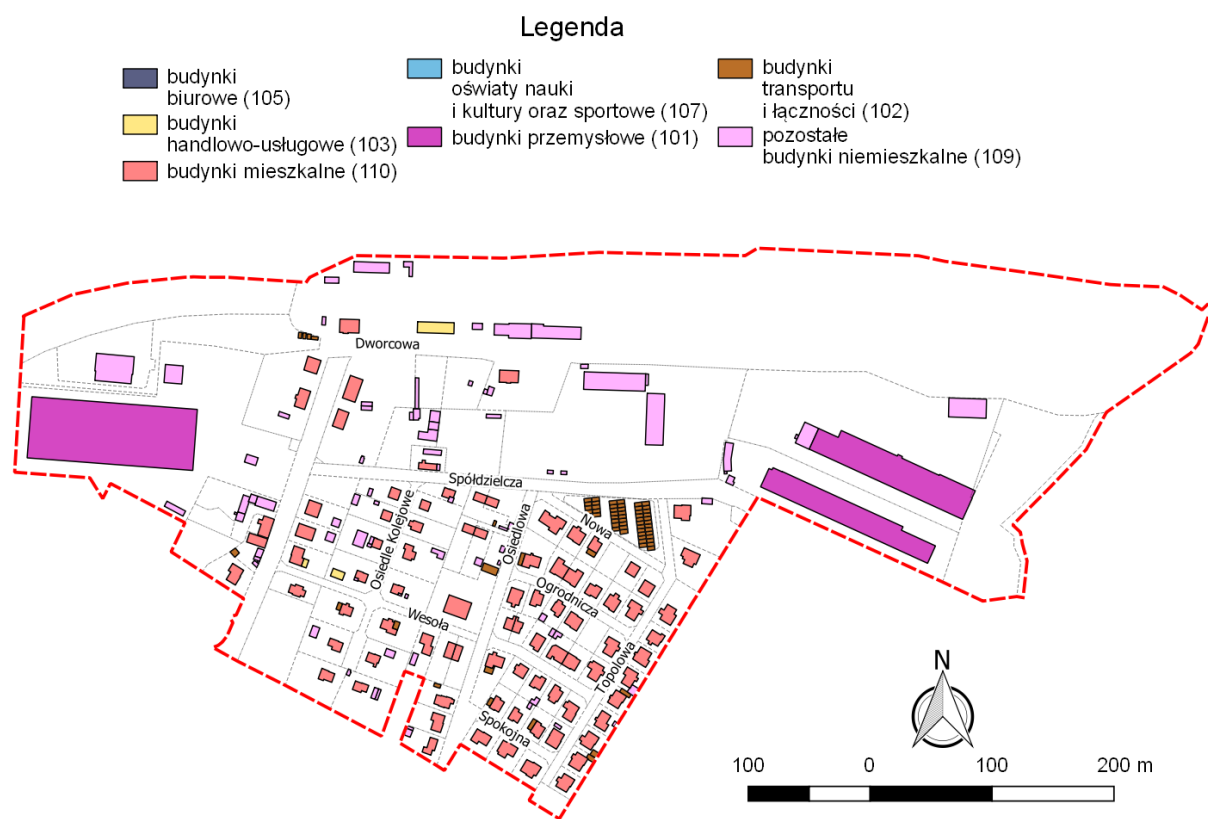 Legenda
budynki
biurowe (105)
budynki
handlowo-usługowe (103)
budynki mieszkalne (110)
budynki
oświaty nauki
i kultury oraz sportowe (107)
budynki przemysłowe (101)
budynki
transportu
i łączności (102)
pozostałe
budynki niemieszkalne (109)
Dworcowa
Spółdzielcza
Osiedle Kolejowe
Osiedlowa
Nowa
Ogrodnicza
Wesoła
Topolowa
Spokojna
N
100 0 100 200 m